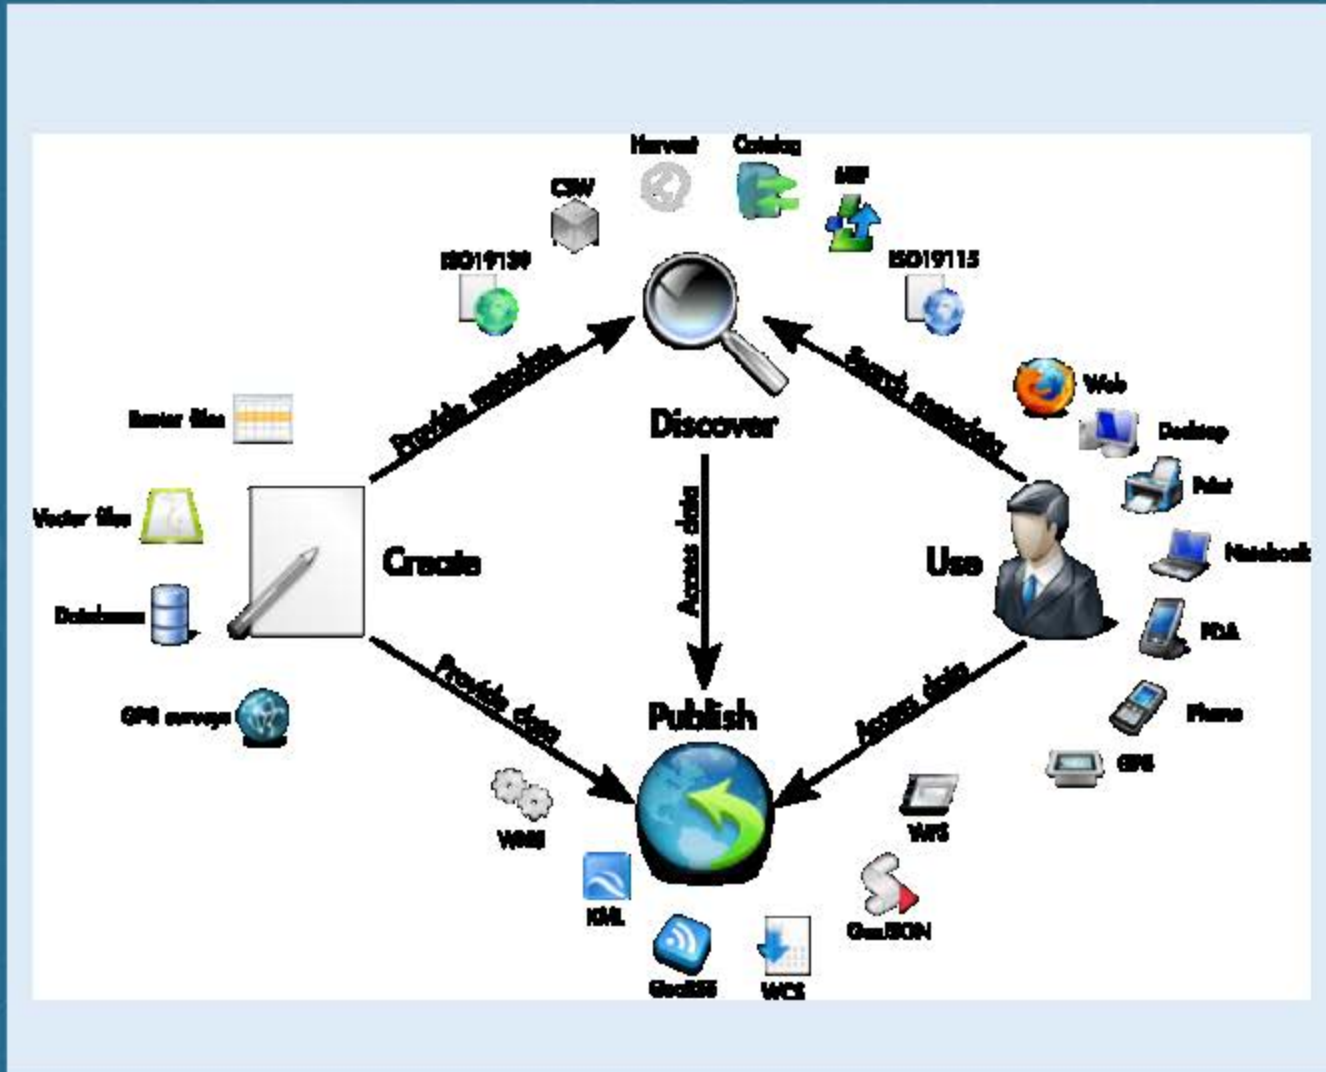 Harvest
Catalog
CSW
MEF
ISO19139
ISO19115
Provide metadata
Search metadata
Web
Discover
Raster files
Desktop
Print
Vector files
Access data
Create
Use
Notebook
Databases
PDA
GPS surveys
Provide data
Publish
Access data
Phone
GPS
WMS
WFS
KML
GeoJSON
GeoRSS
WCS